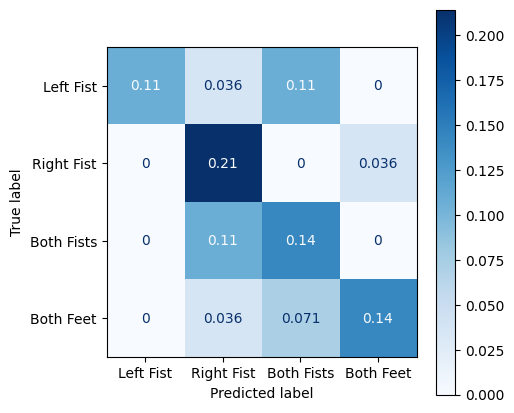 True label
Left Fist 0.11 0.036 0.11 0
Right Fist 0 0.21 0 0.036
Both Fists 0 0.11 0.14 0
Both Feet 0 0.036 0.071 0.14
Left Fist Right Fist Both Fists Both Feet
Predicted label
0.200
0.175
0.150
0.125
0.100
0.075
0.050
0.025
0.000